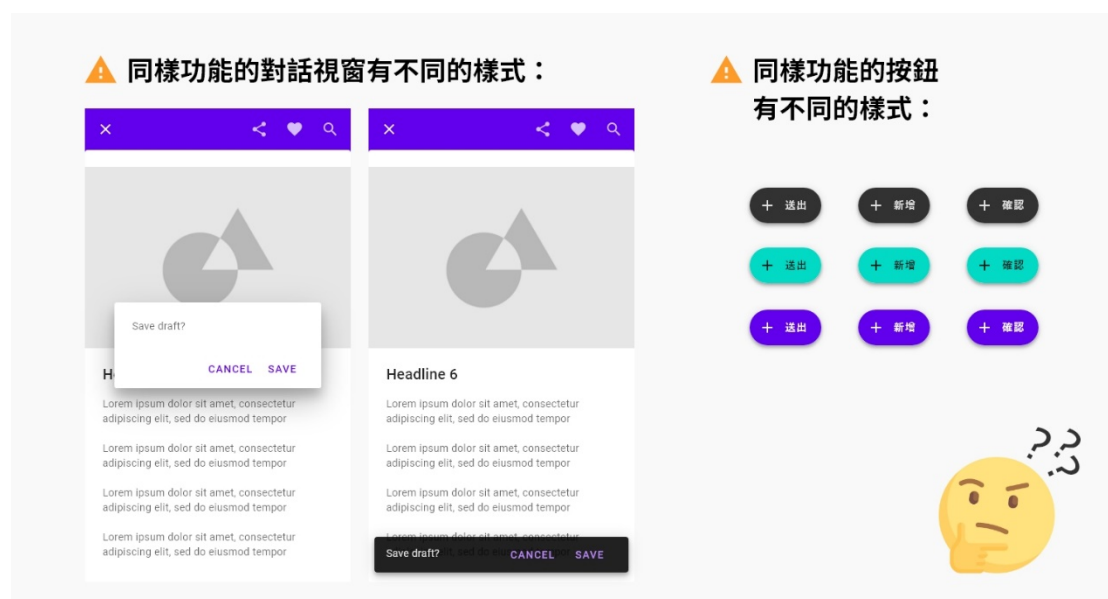 同樣功能的對話視窗有不同的樣式：
Save draft?
CANCEL SAVE
H
Lorem ipsum dolor sit amet, consectetur
adipiscing elit, sed do eiusmod tempor
Lorem ipsum dolor sit amet, consectetur
adipiscing elit, sed do eiusmod tempor
Lorem ipsum dolor sit amet, consectetur
adipiscing elit, sed do eiusmod tempor
Lorem ipsum dolor sit amet, consectetur
adipiscing elit, sed do eiusmod tempor
Headline 6
Lorem ipsum dolor sit amet, consectetur
adipiscing elit, sed do eiusmod tempor
Lorem ipsum dolor sit amet, consectetur
adipiscing elit, sed do eiusmod tempor
Lorem ipsum dolor sit amet, consectetur
adipiscing elit, sed do eiusmod tempor
Lorem ipsum dolor sit amet, consectetur
Save draft? CANCEL SAVE
同樣功能的按鈕
有不同的樣式：
+ 送出 + 新增 + 確認
+ 送出 + 新增 + 確認
+ 送出 + 新增 + 確認
???